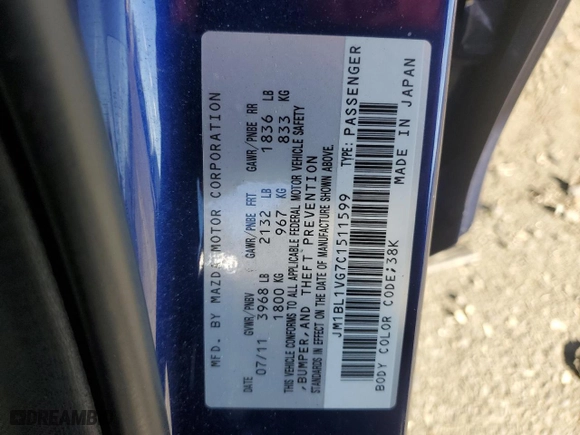 MFD. BY MAZDA MOTOR CORPORATION
DATE GVWR/PNBV GAWR/PNBE FRT GAWR/PNBE RR
07/11 3968 LB 2132 LB 1836 LB
1800 KG 967 KG 833 KG
THIS VEHICLE CONFORMS TO ALL APPLICABLE FEDERAL MOTOR VEHICLE SAFETY
,BUMPER, AND THEFT PREVENTION
STANDARDS IN EFFECT ON THE DATE OF MANUFACTURE SHOWN ABOVE.
JM1BL1VG7C1511599 TYPE: PASSENGER
BODY COLOR CODE;38K MADE IN JAPAN